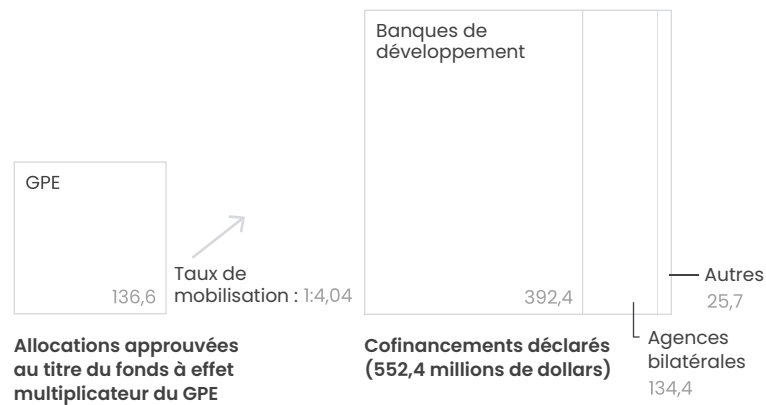 GPE
136,6
Allocations approuvées
au titre du fonds à effet
multiplicateur du GPE
Taux de
mobilisation : 1:4,04
Banques de
développement
392,4
Cofinancements déclarés
(552,4 millions de dollars)
Autres
25,7
Agences
bilatérales
134,4